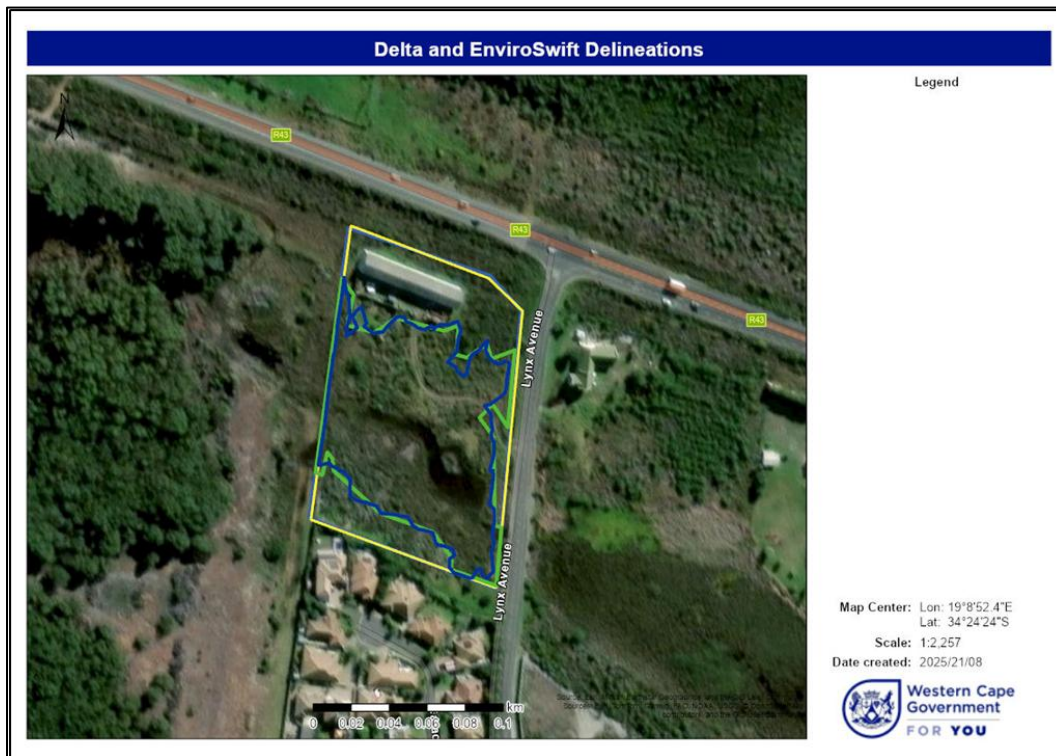 Delta and EnviroSwift Delineations
Legend
N
R43
R43
R43
Lynx Avenue
Lynx Avenue
Map Center: Lon: 19°8'52.4"E
Lat: 34°24'24"S
Scale: 1:2,257
Date created: 2025/21/08
km
0 0.02 0.04 0.06 0.08 0.1
Western Cape
Government
FOR YOU